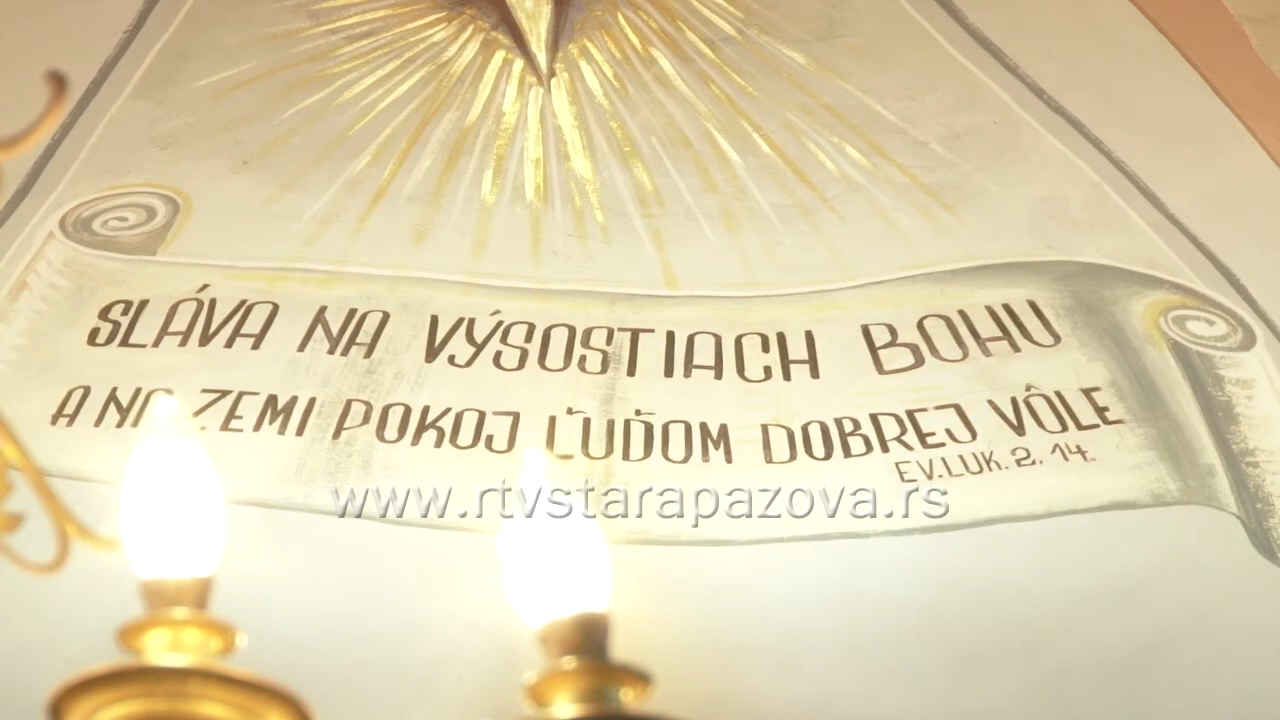 SLÁVA NA VÝSOSTIACH BOHU
A NA ZEMI POKOJ ĽUĎOM DOBREJ VÔLE
EV. LUK. 2. 14.
www.rtvstarapazova.rs